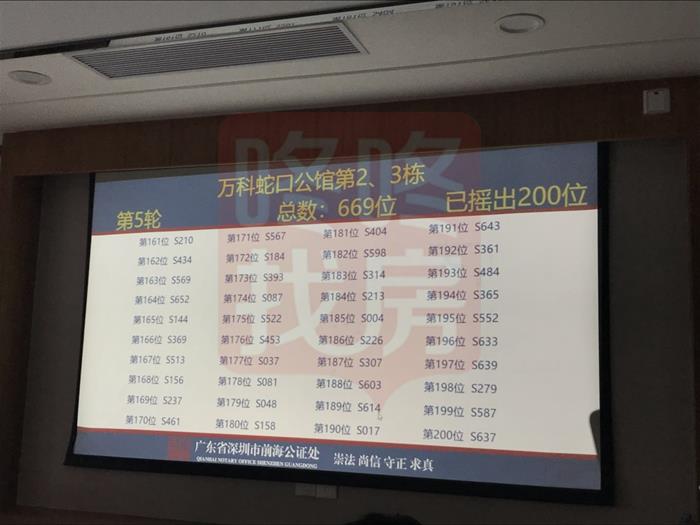 万科蛇口公馆第2、3栋
第5轮 总数：669位 已摇出200位
第161位 S210 第171位 S567 第181位 S404 第191位 S643
第162位 S434 第172位 S184 第182位 S598 第192位 S361
第163位 S569 第173位 S393 第183位 S314 第193位 S484
第164位 S652 第174位 S087 第184位 S213 第194位 S365
第165位 S144 第175位 S522 第185位 S004 第195位 S552
第166位 S369 第176位 S453 第186位 S226 第196位 S633
第167位 S513 第177位 S037 第187位 S307 第197位 S639
第168位 S156 第178位 S081 第188位 S603 第198位 S279
第169位 S237 第179位 S048 第189位 S614 第199位 S587
第170位 S461 第180位 S158 第190位 S017 第200位 S637
广东省深圳市前海公证处 崇法 尚信 守正 求真
QIANHAI NOTARY OFFICE SHENZHEN GUANGDONG
咚咚
找房